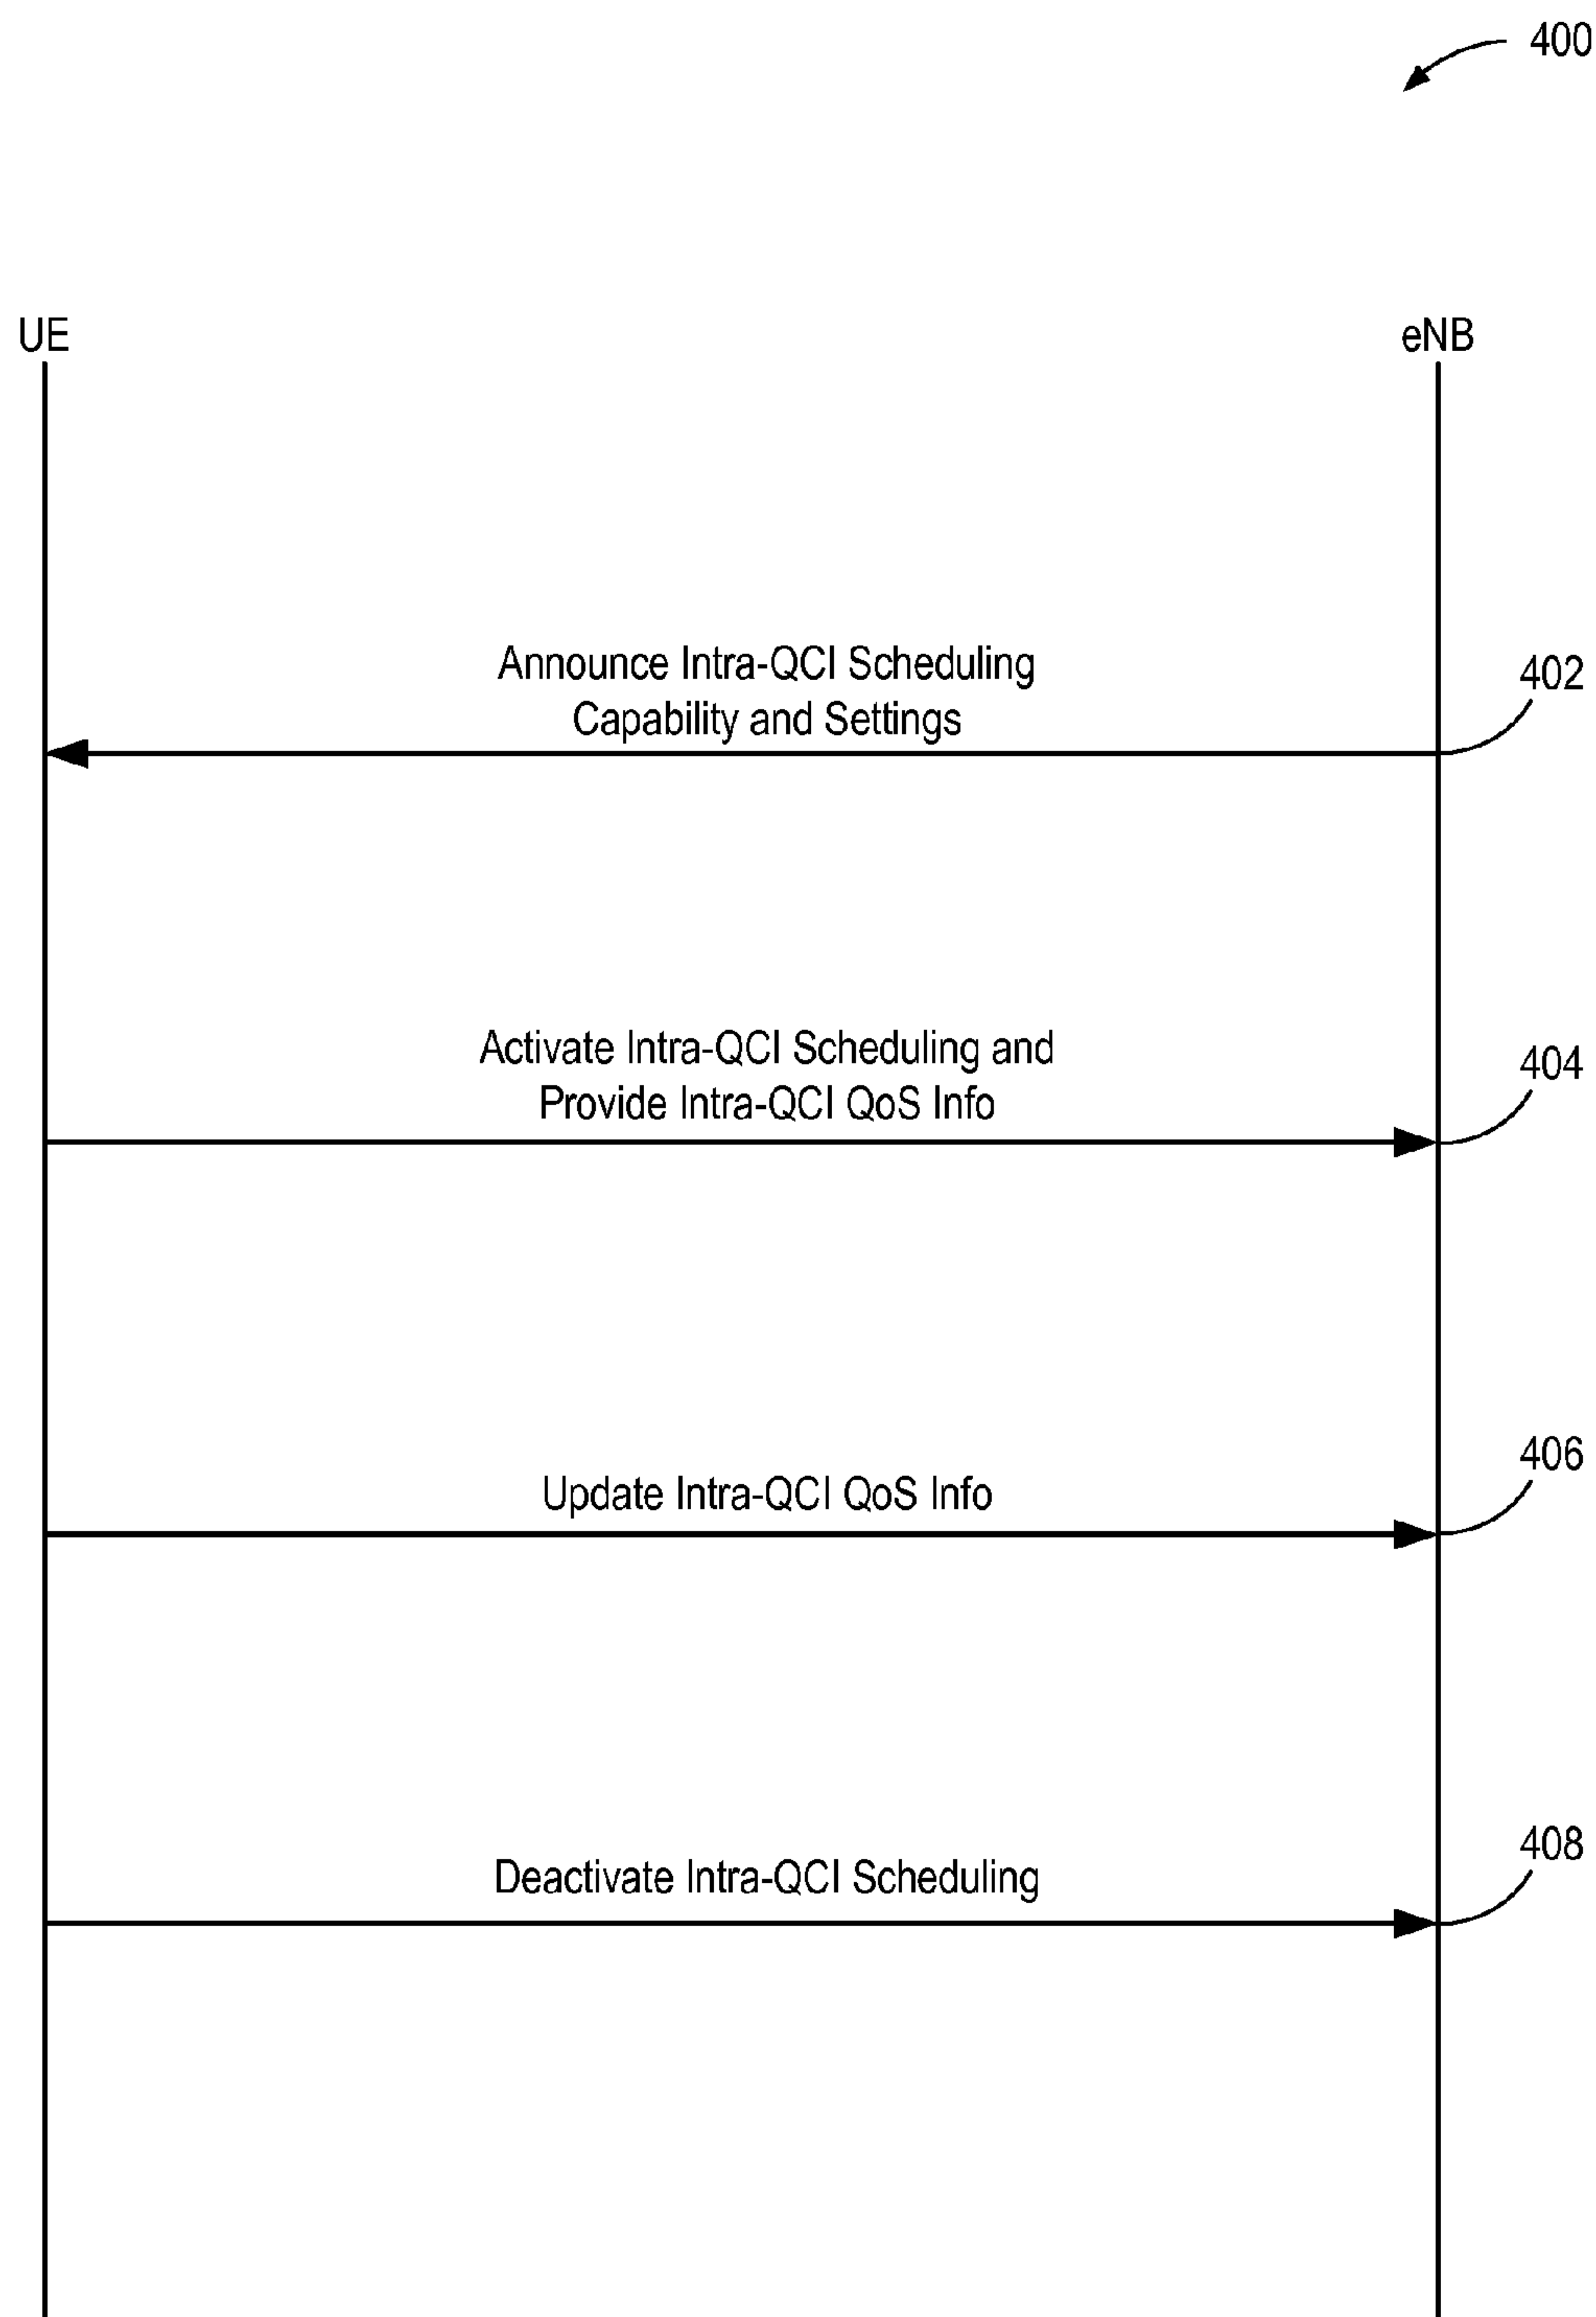 400
UE
eNB
Announce Intra-QCI Scheduling
Capability and Settings
402
Activate Intra-QCI Scheduling and
Provide Intra-QCI QoS Info
404
Update Intra-QCI QoS Info
406
Deactivate Intra-QCI Scheduling
408